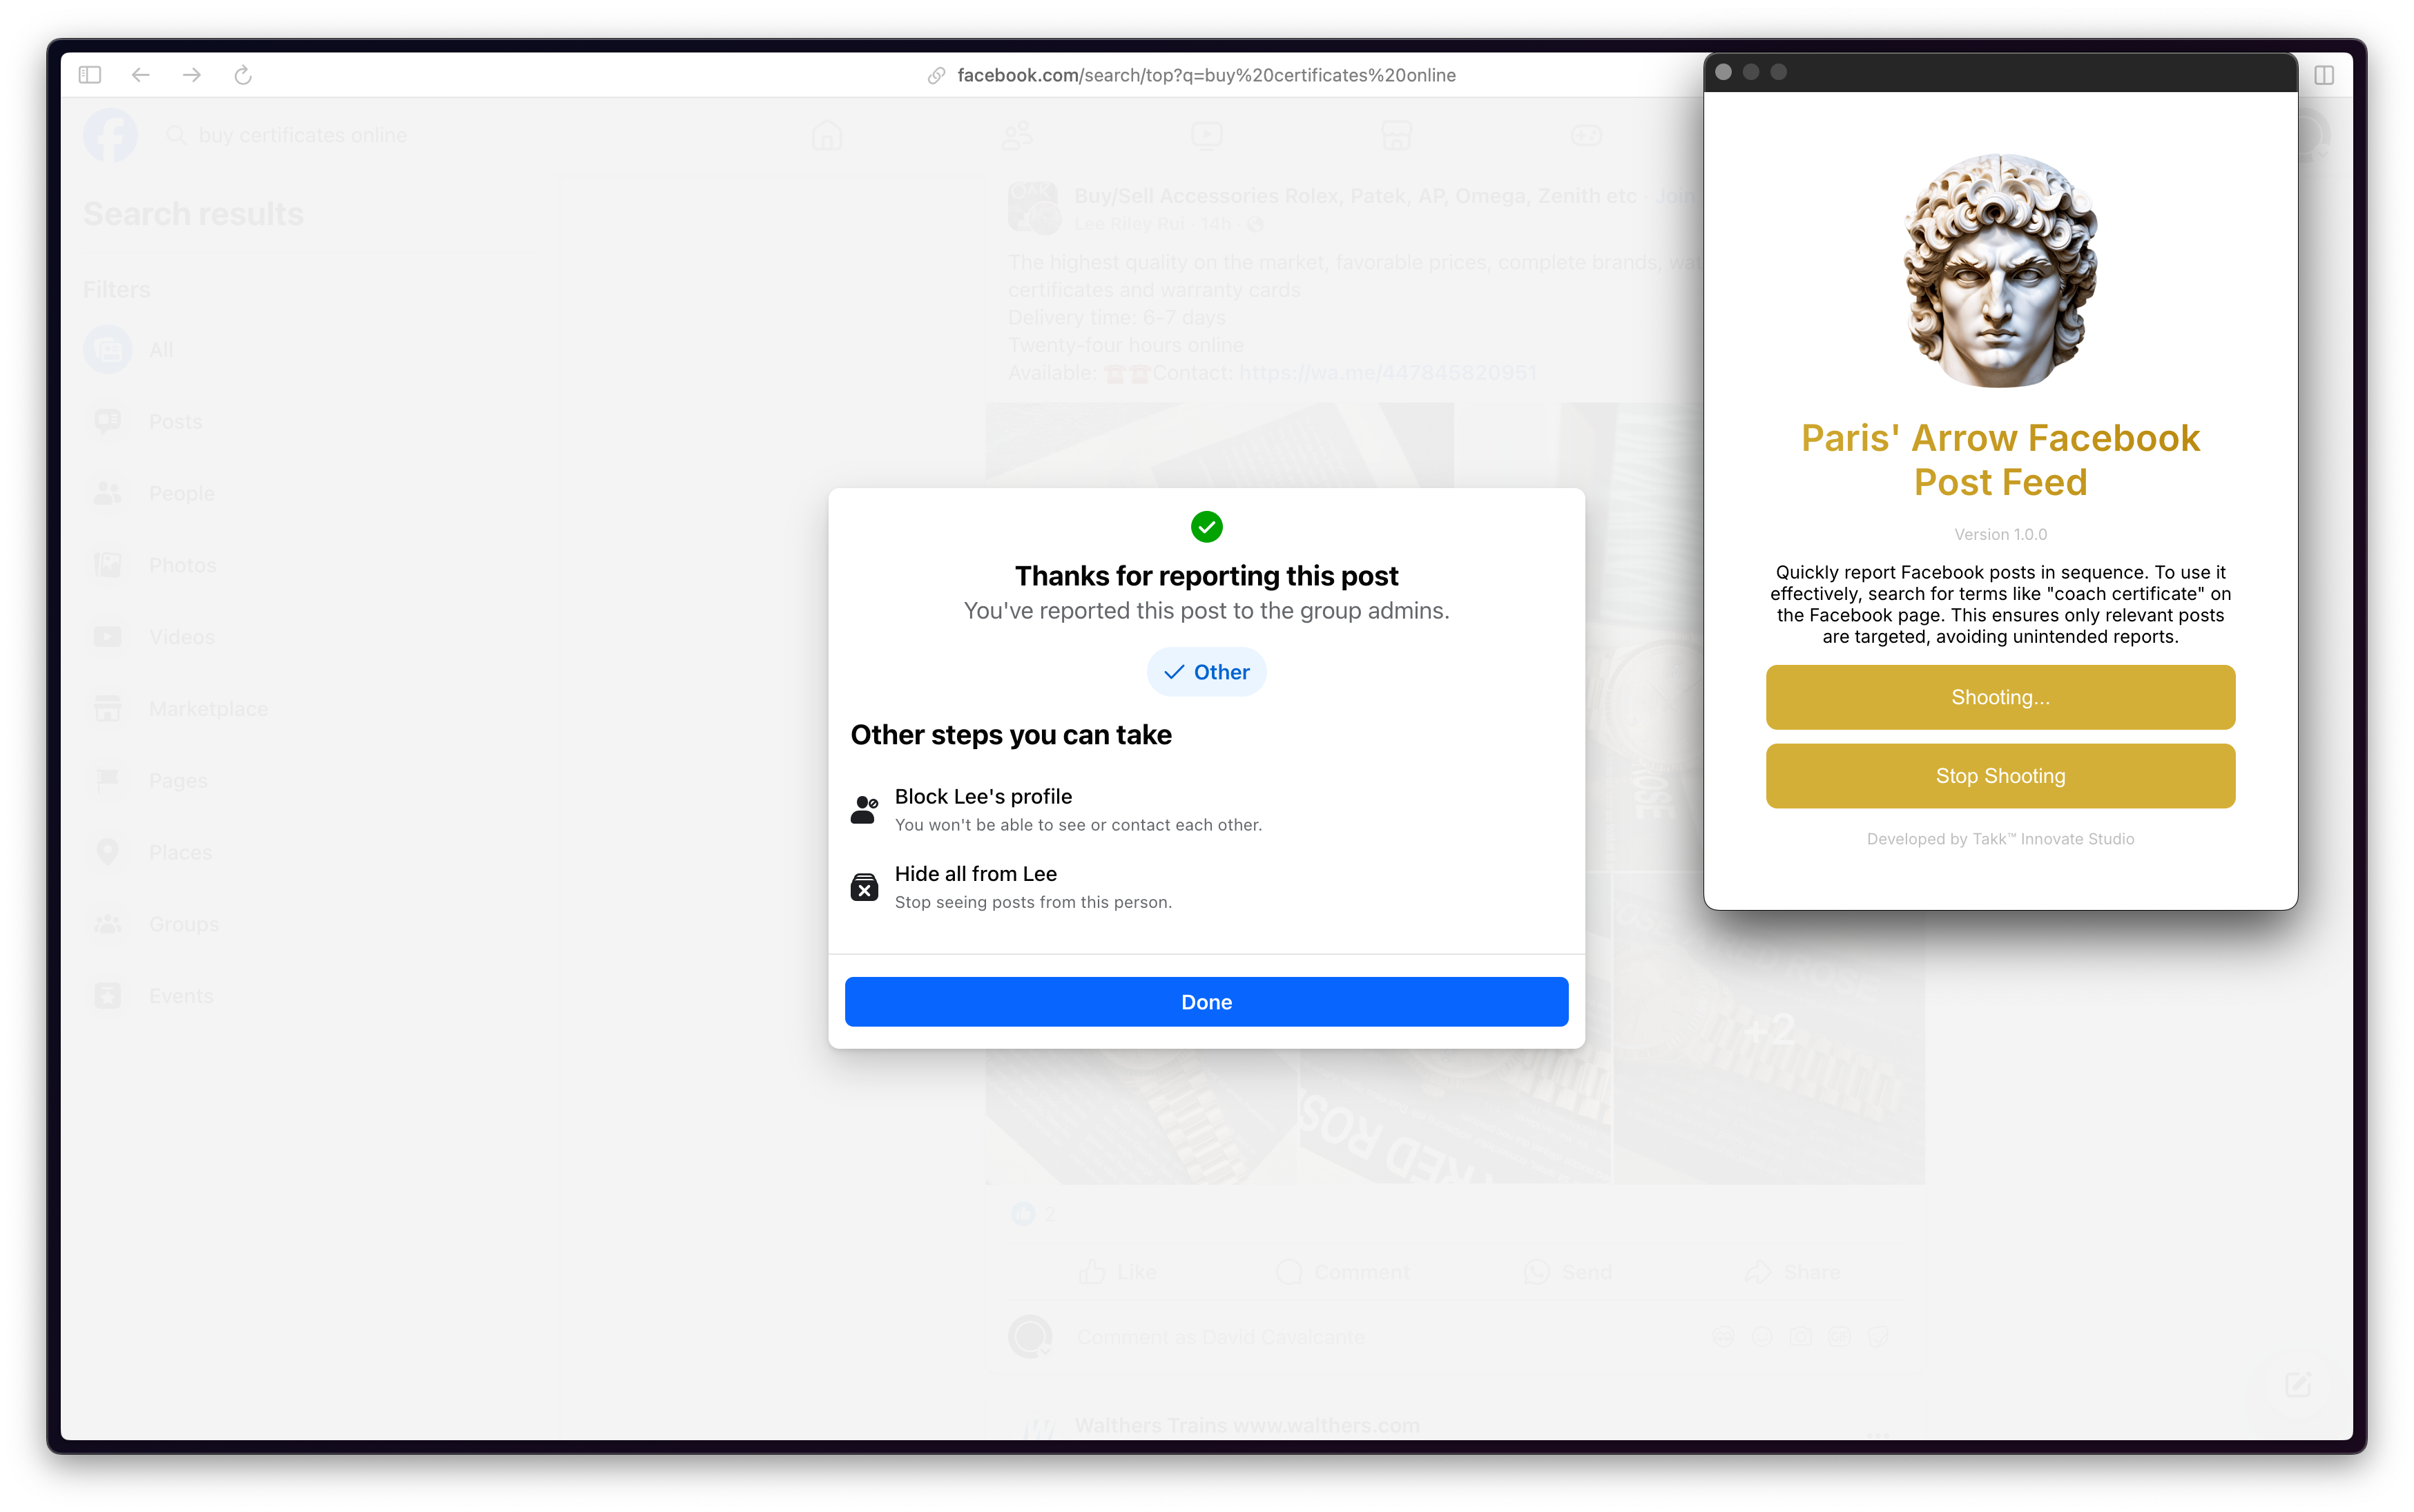 facebook.com/search/top?q=buy%20certificates%20online
buy certificates online
Search results
Filters
All
Posts
People
Photos
Videos
Marketplace
Pages
Places
Groups
Events
Buy/Sell Accessories Rolex, Patek, AP, Omega, Zenith etc · Join
Lee Riley Rui · 14h ·
The highest quality on the market, favorable prices, complete brands, wat
certificates and warranty cards
Delivery time: 6-7 days
Twenty-four hours online
Available: ☎️☎️Contact: https://wa.me/447845820951
Thanks for reporting this post
You've reported this post to the group admins.
Other
Other steps you can take
Block Lee's profile
You won't be able to see or contact each other.
Hide all from Lee
Stop seeing posts from this person.
Done
+2
2
Like
Comment
Send
Share
Comment as David Cavalcante
Walthers Trains www.walthers.com
Paris' Arrow Facebook
Post Feed
Version 1.0.0
Quickly report Facebook posts in sequence. To use it
effectively, search for terms like "coach certificate" on
the Facebook page. This ensures only relevant posts
are targeted, avoiding unintended reports.
Shooting...
Stop Shooting
Developed by Takk™ Innovate Studio